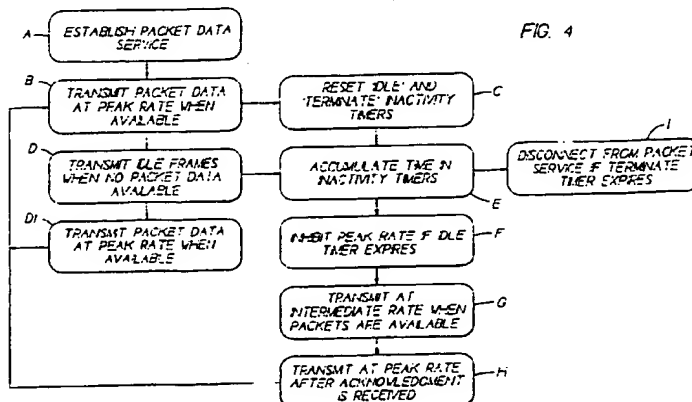 FIG. 4
A
ESTABLISH PACKET DATA
SERVICE
B
TRANSMIT PACKET DATA
AT PEAK RATE WHEN
AVAILABLE
RESET 'IDLE' AND
'TERMINATE' INACTIVITY
TIMERS
C
D
TRANSMIT IDLE FRAMES
WHEN NO PACKET DATA
AVAILABLE
ACCUMULATE TIME IN
INACTIVITY TIMERS
E
I
DISCONNECT FROM PACKET
SERVICE IF TERMINATE
TIMER EXPIRES
D1
TRANSMIT PACKET DATA
AT PEAK RATE WHEN
AVAILABLE
INHIBIT PEAK RATE IF IDLE
TIMER EXPIRES
F
TRANSMIT AT
INTERMEDIATE RATE WHEN
PACKETS ARE AVAILABLE
G
TRANSMIT AT PEAK RATE
AFTER ACKNOWLEDGMENT
IS RECEIVED
H